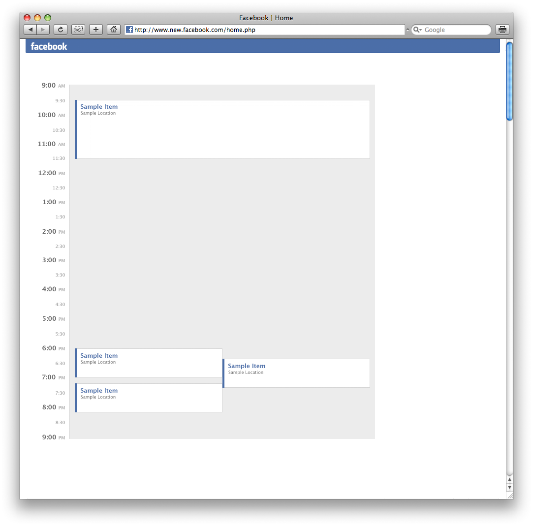 Facebook | Home
http://www.new.facebook.com/home.php
Google
facebook
9:00 AM
9:30
Sample Item
Sample Location
10:00 AM
10:30
11:00 AM
11:30
12:00 PM
12:30
1:00 PM
1:30
2:00 PM
2:30
3:00 PM
3:30
4:00 PM
4:30
5:00 PM
5:30
6:00 PM
Sample Item
Sample Location
6:30
Sample Item
Sample Location
7:00 PM
7:30
Sample Item
Sample Location
8:00 PM
8:30
9:00 PM